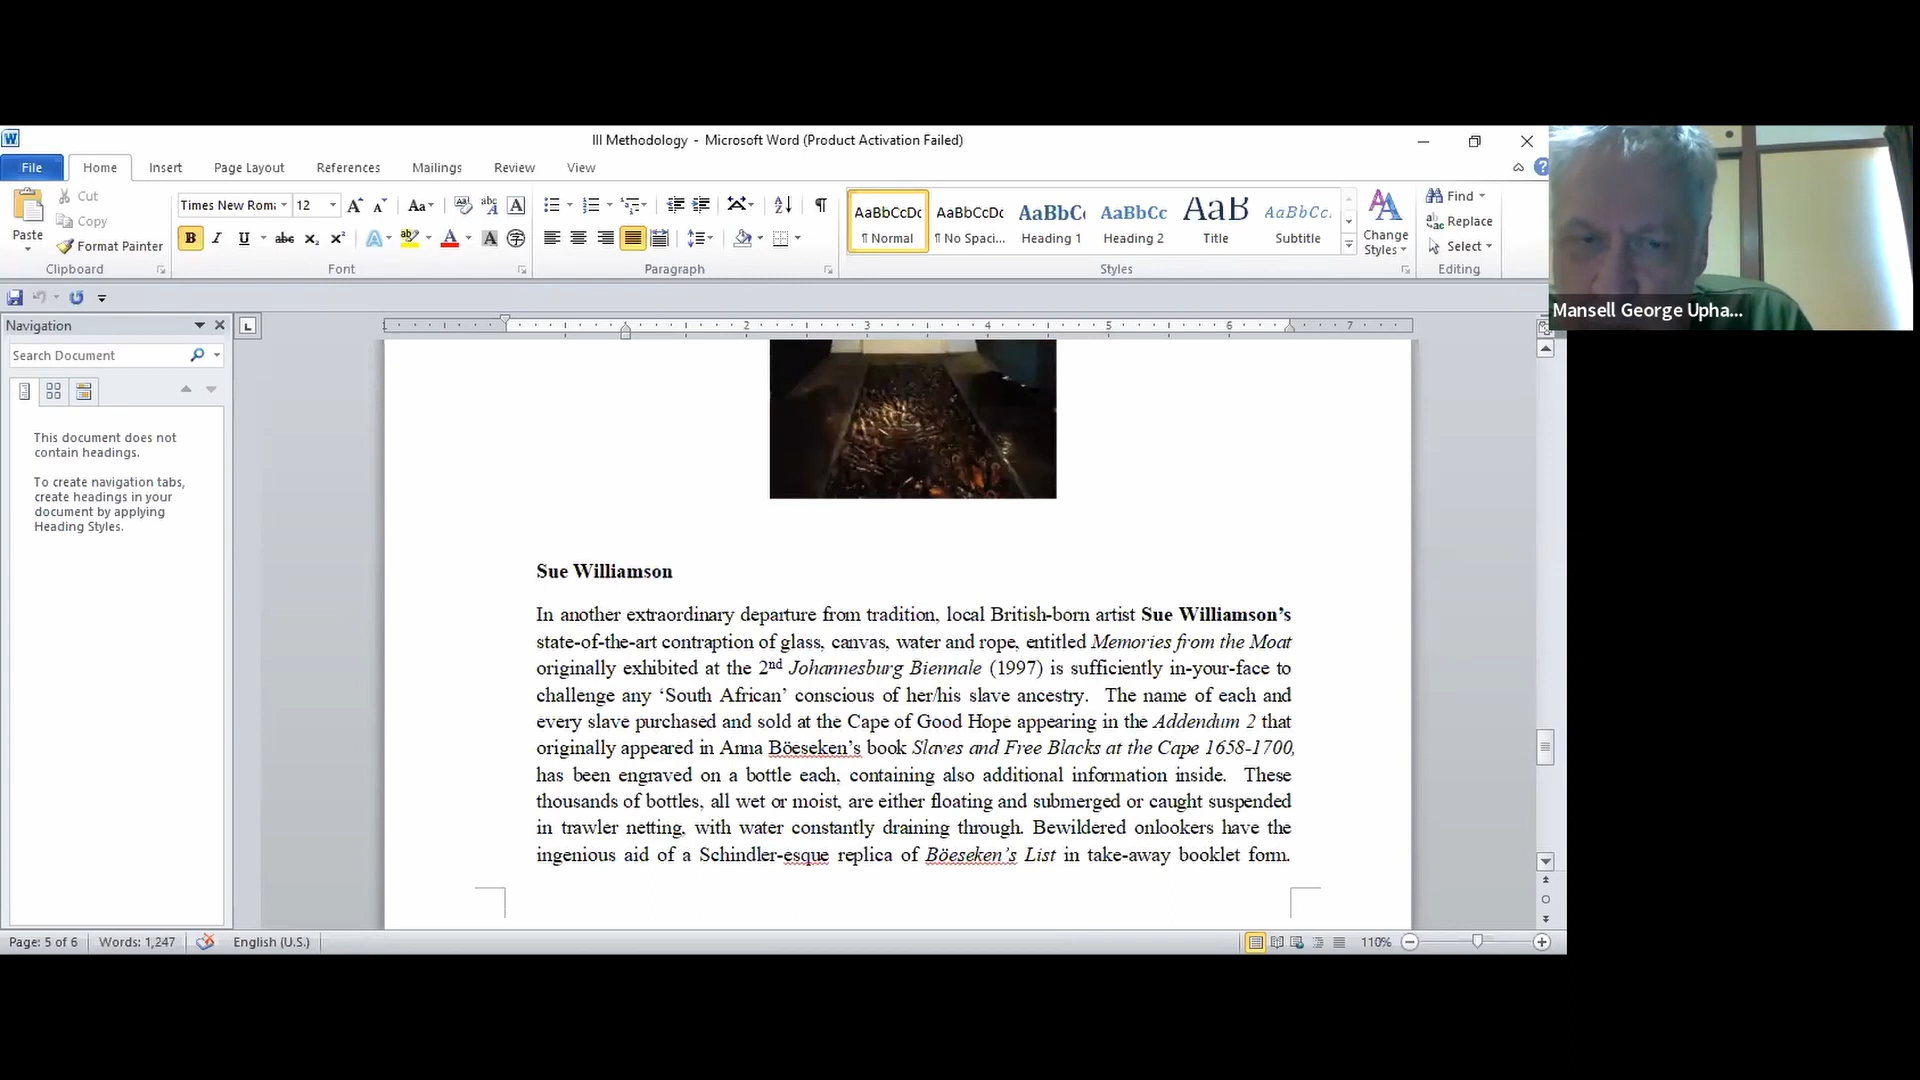 III Methodology - Microsoft Word (Product Activation Failed)
File Home Insert Page Layout References Mailings Review View
Paste
Cut
Copy
Format Painter
Clipboard
Times New Roma 12
Font
Paragraph
AaBbCcDc AaBbCcDc AaBbCc AaBbCc AaB AaBbCc.
¶ Normal ¶ No Spaci... Heading 1 Heading 2 Title Subtitle
Change
Styles
Styles
Find
Replace
Select
Editing
Mansell George Upha...
Navigation
Search Document
This document does not
contain headings.
To create navigation tabs,
create headings in your
document by applying
Heading Styles.
1 2 3 4 5 6 7
Sue Williamson
In another extraordinary departure from tradition, local British-born artist Sue Williamson’s
state-of-the-art contraption of glass, canvas, water and rope, entitled Memories from the Moat
originally exhibited at the 2nd Johannesburg Biennale (1997) is sufficiently in-your-face to
challenge any ‘South African’ conscious of her/his slave ancestry. The name of each and
every slave purchased and sold at the Cape of Good Hope appearing in the Addendum 2 that
originally appeared in Anna Böeseken’s book Slaves and Free Blacks at the Cape 1658-1700,
has been engraved on a bottle each, containing also additional information inside. These
thousands of bottles, all wet or moist, are either floating and submerged or caught suspended
in trawler netting, with water constantly draining through. Bewildered onlookers have the
ingenious aid of a Schindler-esque replica of Böeseken’s List in take-away booklet form.
Page: 5 of 6 Words: 1,247 English (U.S.) 110%